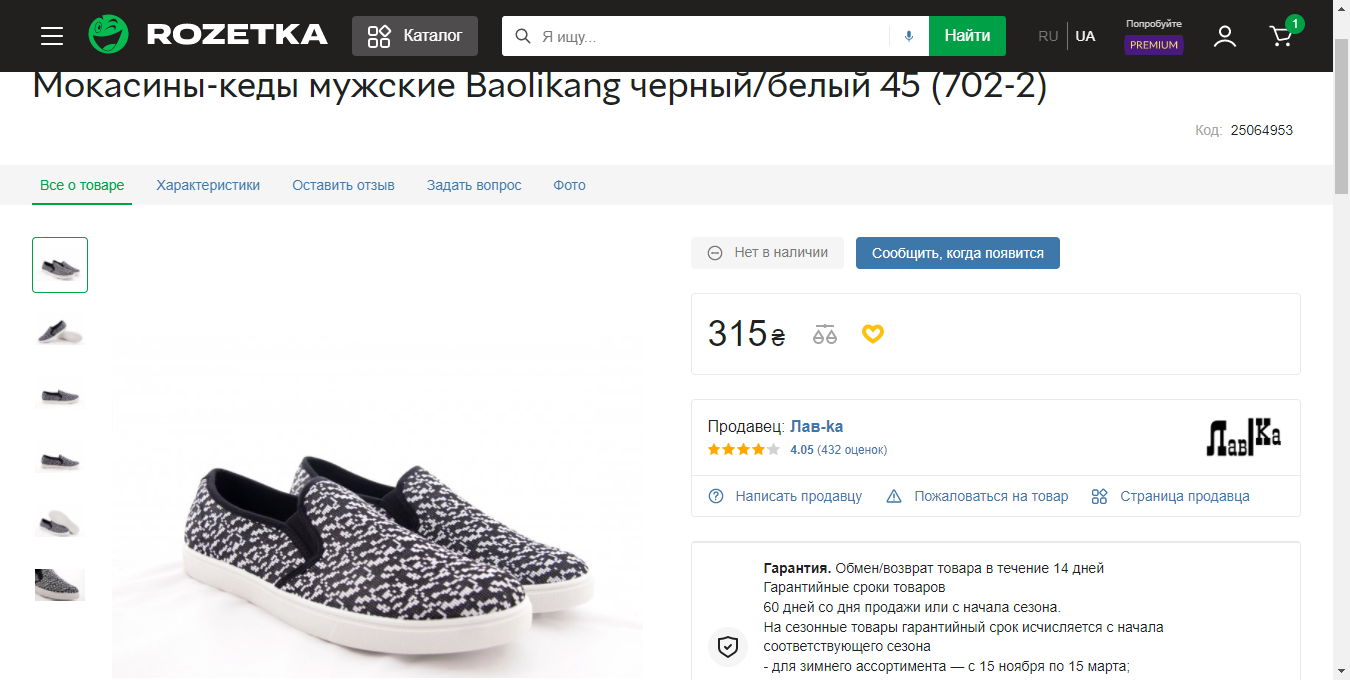 ROZETKA
Каталог
Я ищу...
Найти
RU
UA
Попробуйте
PREMIUM
1
Мокасины-кеды мужские Baolikang черный/белый 45 (702-2)
Код: 25064953
Все о товаре
Характеристики
Оставить отзыв
Задать вопрос
Фото
Нет в наличии
Сообщить, когда появится
315 ₴
Продавец: Лав-ka
4.05 (432 оценок)
ЛавКа
Написать продавцу
Пожаловаться на товар
Страница продавца
Гарантия. Обмен/возврат товара в течение 14 дней
Гарантийные сроки товаров
60 дней со дня продажи или с начала сезона.
На сезонные товары гарантийный срок исчисляется с начала
соответствующего сезона
- для зимнего ассортимента — с 15 ноября по 15 марта;